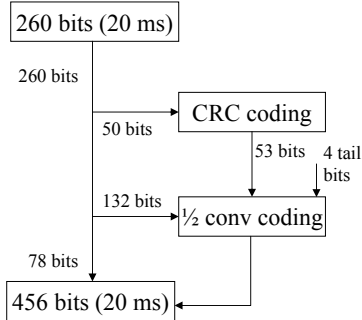 260 bits (20 ms)
260 bits
50 bits
CRC coding
53 bits
4 tail
bits
132 bits
½ conv coding
78 bits
456 bits (20 ms)